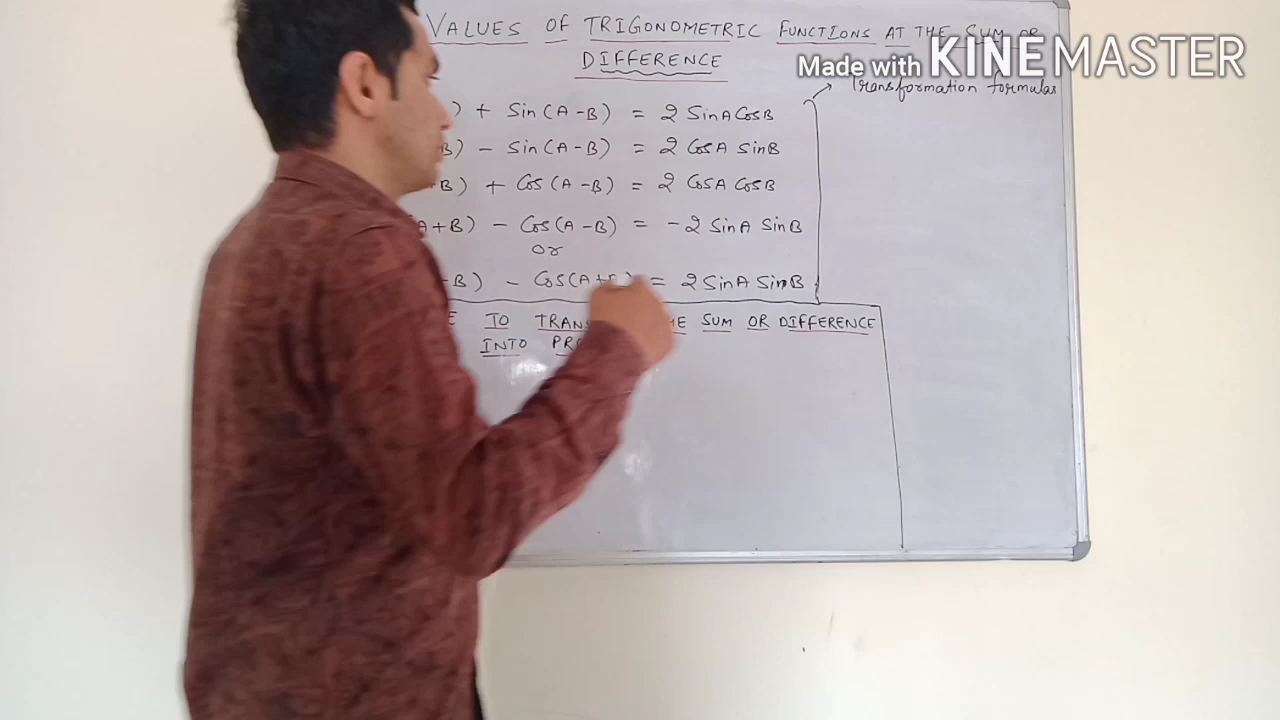 VALUES OF TRIGONOMETRIC FUNCTIONS AT THE SUM OR
DIFFERENCE
Made with KINEMASTER
Transformation formulas
) + Sin(A-B) = 2 SinA CosB
B) - Sin(A-B) = 2 CosA SinB
B) + Cos(A-B) = 2 CosA CosB
A+B) - Cos(A-B) = -2 SinA SinB
Or
B) - Cos(A+ = 2 SinA SinB
TO SUM OR DIFFERENCE
INTO